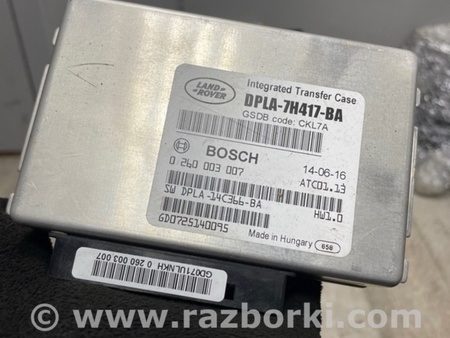 LAND ROVER
Integrated Transfer Case
DPLA-7H417-BA
GSDB code: CKL7A
BOSCH
14-06-16
0 260 003 007
ATC01.13
SW DPLA-14C366-BA
HW1.0
GD0725140095
Made in Hungary
656
GD071ULNKH 0 260 003 007
www.razborki.com